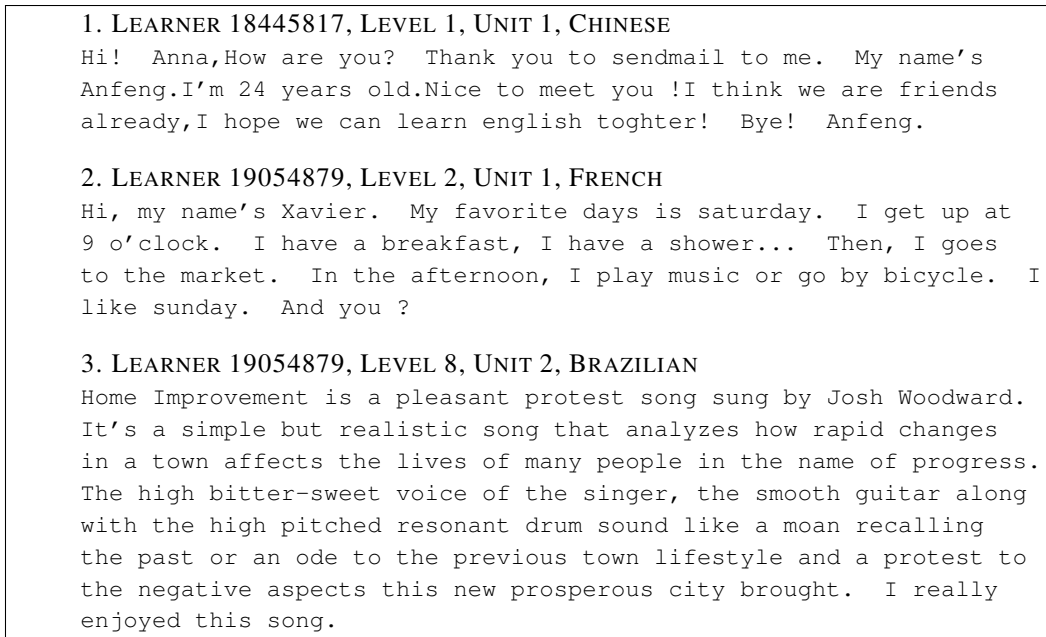 1. LEARNER 18445817, LEVEL 1, UNIT 1, CHINESE
Hi! Anna,How are you? Thank you to sendmail to me. My name's
Anfeng.I'm 24 years old.Nice to meet you !I think we are friends
already,I hope we can learn english toghter! Bye! Anfeng.
2. LEARNER 19054879, LEVEL 2, UNIT 1, FRENCH
Hi, my name's Xavier. My favorite days is saturday. I get up at
9 o'clock. I have a breakfast, I have a shower... Then, I goes
to the market. In the afternoon, I play music or go by bicycle. I
like sunday. And you ?
3. LEARNER 19054879, LEVEL 8, UNIT 2, BRAZILIAN
Home Improvement is a pleasant protest song sung by Josh Woodward.
It's a simple but realistic song that analyzes how rapid changes
in a town affects the lives of many people in the name of progress.
The high bitter-sweet voice of the singer, the smooth guitar along
with the high pitched resonant drum sound like a moan recalling
the past or an ode to the previous town lifestyle and a protest to
the negative aspects this new prosperous city brought. I really
enjoyed this song.